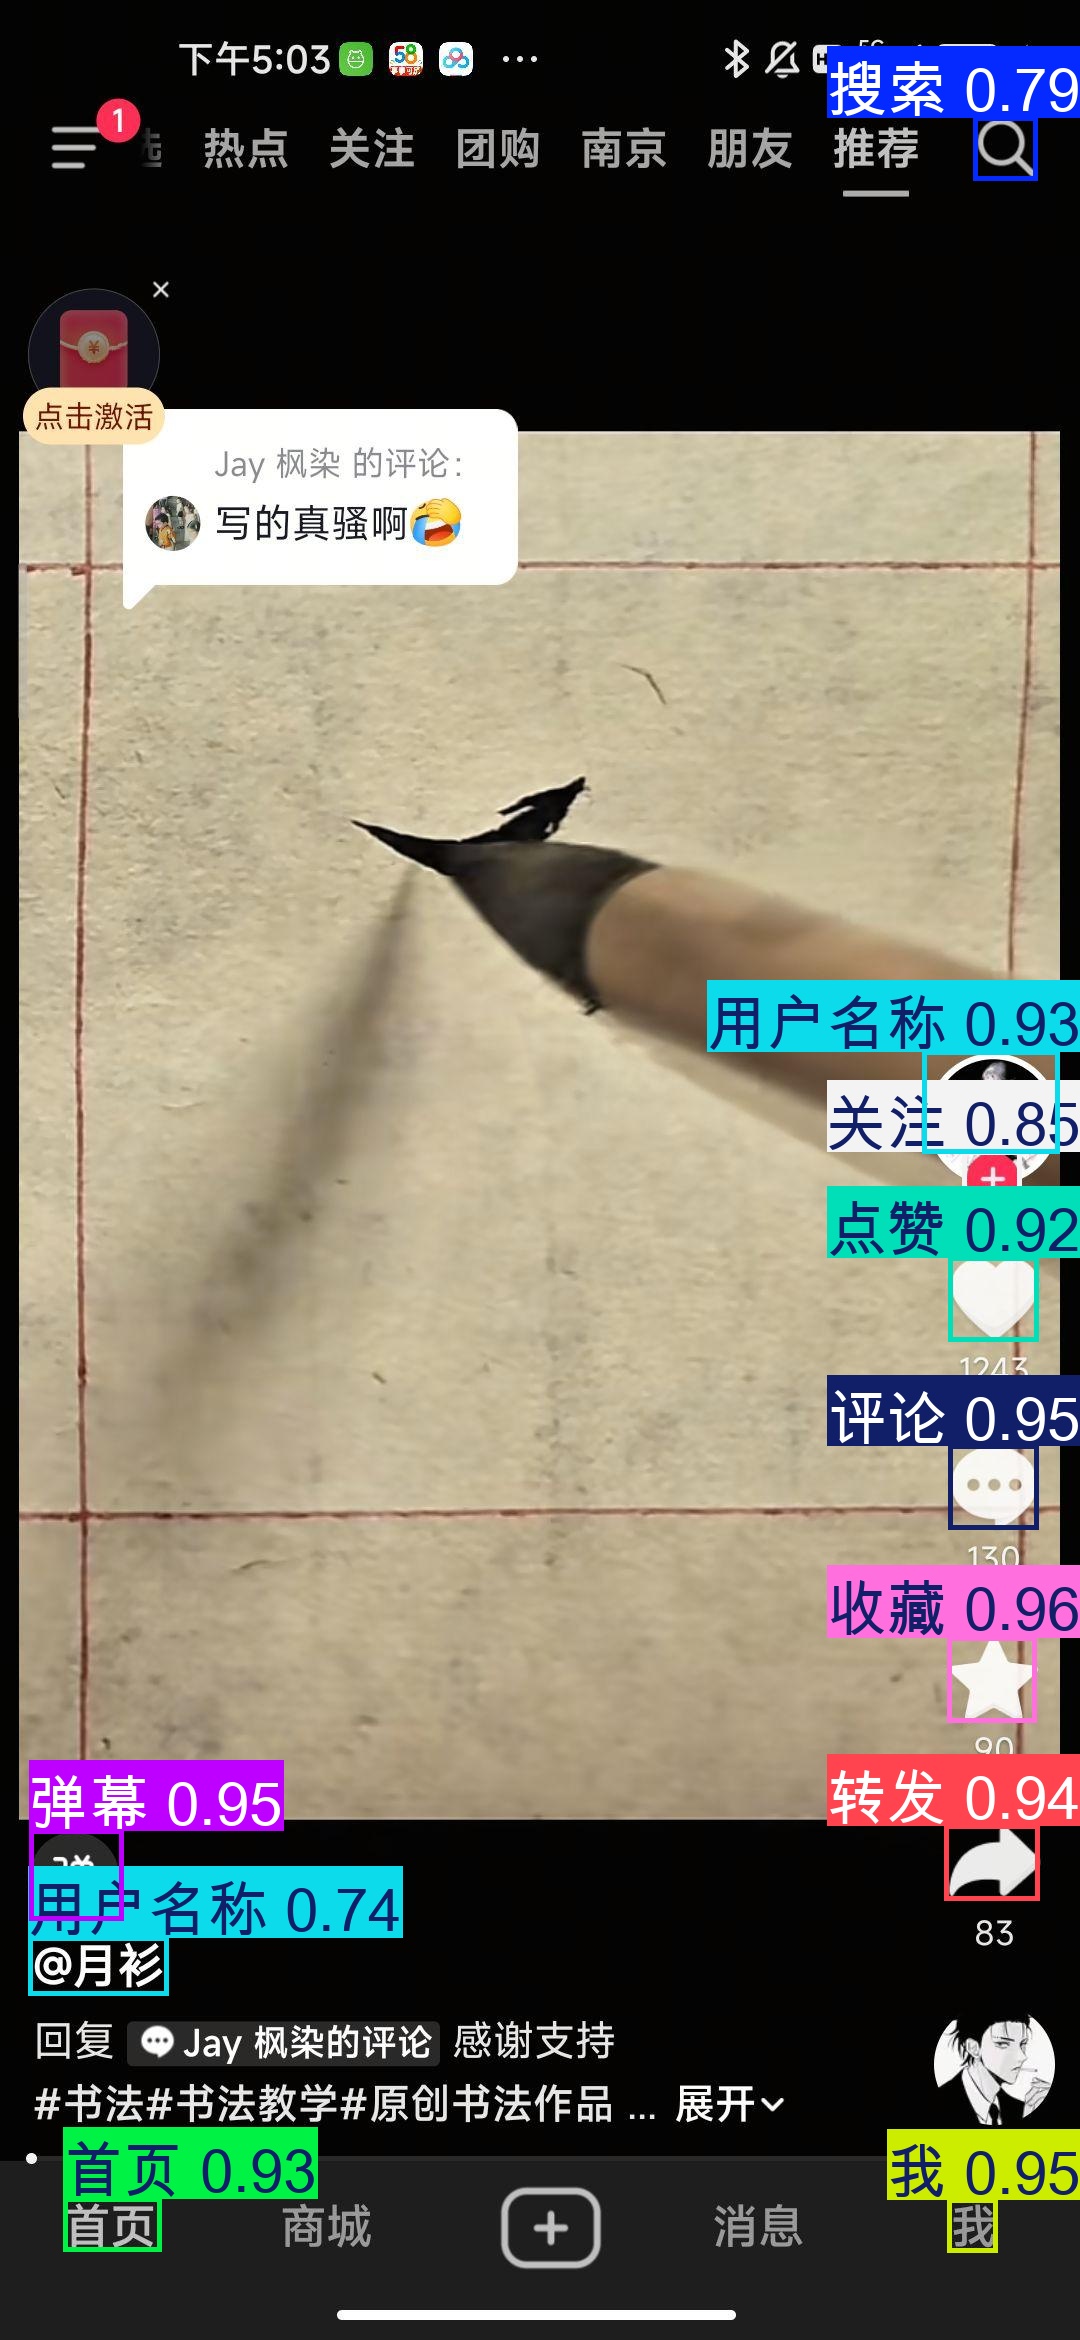 下午5:03 ...
搜索 0.79
1
热点 关注 团购 南京 朋友 推荐
点击激活
Jay 枫染 的评论:
写的真骚啊
用户名称 0.93
关注 0.85
点赞 0.92
1243
评论 0.95
130
收藏 0.96
90
弹幕 0.95
转发 0.94
用户名称 0.74
83
@月衫
回复 Jay 枫染的评论 感谢支持
#书法#书法教学#原创书法作品 ... 展开
首页 0.93
我 0.95
首页 商城 消息 我